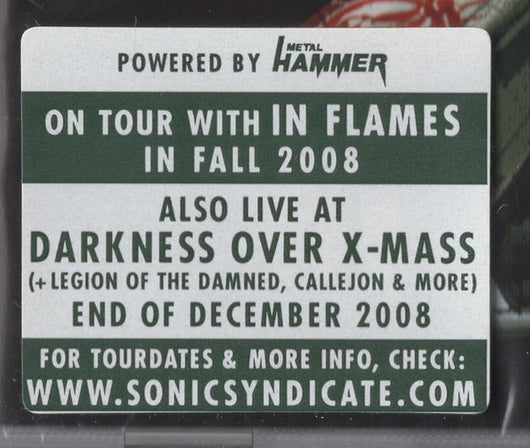 POWERED BY METAL HAMMER
ON TOUR WITH IN FLAMES
IN FALL 2008
ALSO LIVE AT
DARKNESS OVER X-MASS
(+ LEGION OF THE DAMNED, CALLEJON & MORE)
END OF DECEMBER 2008
FOR TOURDATES & MORE INFO, CHECK:
WWW.SONICSYNDICATE.COM